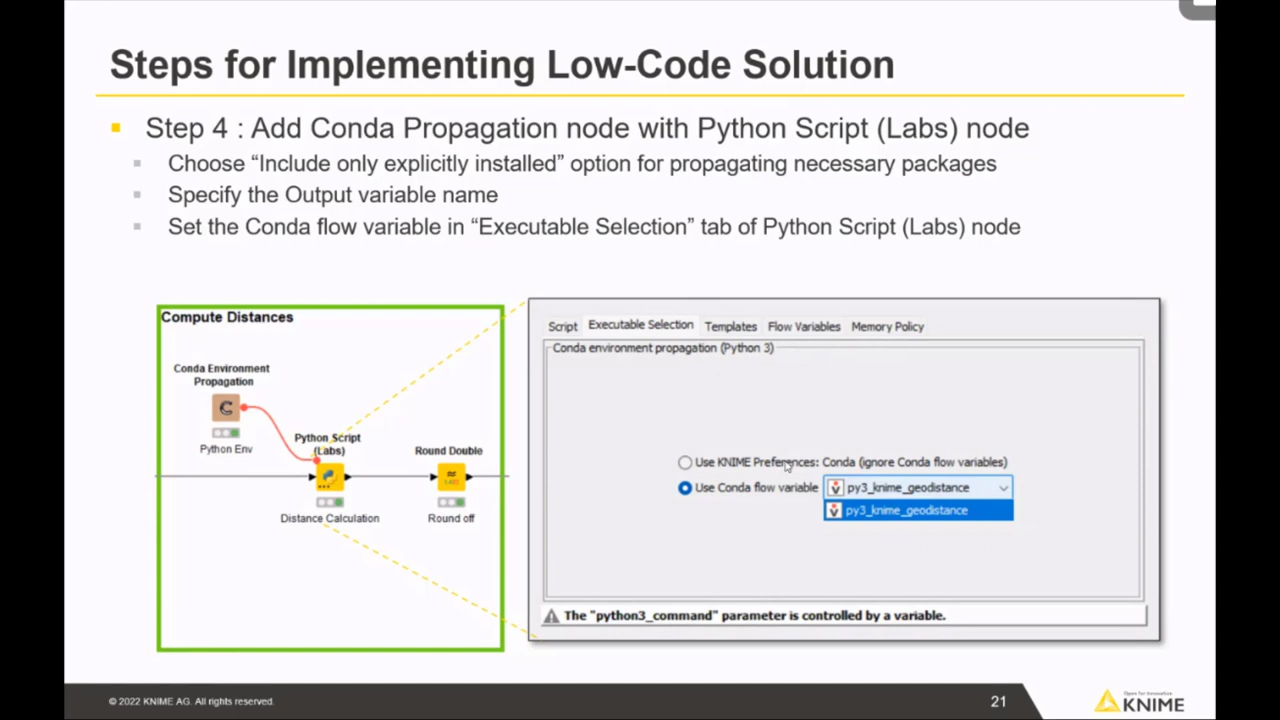 Steps for Implementing Low-Code Solution
Step 4 : Add Conda Propagation node with Python Script (Labs) node
Choose “Include only explicitly installed” option for propagating necessary packages
Specify the Output variable name
Set the Conda flow variable in “Executable Selection” tab of Python Script (Labs) node
Compute Distances
Conda Environment
Propagation
Python Env
Python Script
(Labs)
Distance Calculation
Round Double
Round off
Script Executable Selection Templates Flow Variables Memory Policy
Conda environment propagation (Python 3)
Use KNIME Preferences: Conda (ignore Conda flow variables)
Use Conda flow variable py3_knime_geodistance
py3_knime_geodistance
The "python3_command" parameter is controlled by a variable.
© 2022 KNIME AG. All rights reserved.
21
Open for Innovation
KNIME